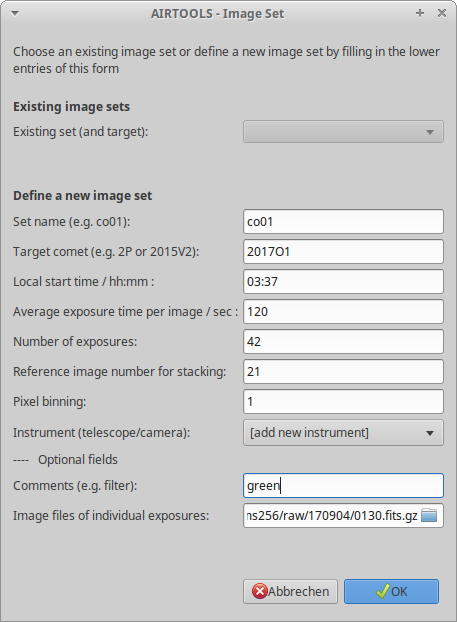 AIRTOOLS - Image Set
Choose an existing image set or define a new image set by filling in the lower
entries of this form
Existing image sets
Existing set (and target):
Define a new image set
Set name (e.g. co01): co01
Target comet (e.g. 2P or 2015V2): 2017O1
Local start time / hh:mm : 03:37
Average exposure time per image / sec : 120
Number of exposures: 42
Reference image number for stacking: 21
Pixel binning: 1
Instrument (telescope/camera): [add new instrument]
---- Optional fields
Comments (e.g. filter): green
Image files of individual exposures: ns256/raw/170904/0130.fits.gz
Abbrechen OK